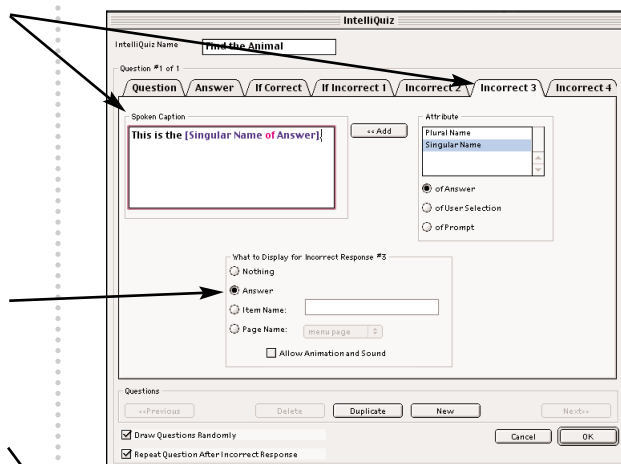 IntelliQuiz
IntelliQuiz Name Find the Animal
Question #1 of 1
Question Answer If Correct If Incorrect 1 Incorrect 2 Incorrect 3 Incorrect 4
Spoken Caption
This is the [Singular Name of Answer].
<< Add
Attribute
Plural Name
Singular Name
of Answer
of User Selection
of Prompt
What to Display for Incorrect Response #3
Nothing
Answer
Item Name:
Page Name: menu page
Allow Animation and Sound
Questions
<<Previous Delete Duplicate New Next>>
Draw Questions Randomly
Cancel OK
Repeat Question After Incorrect Response